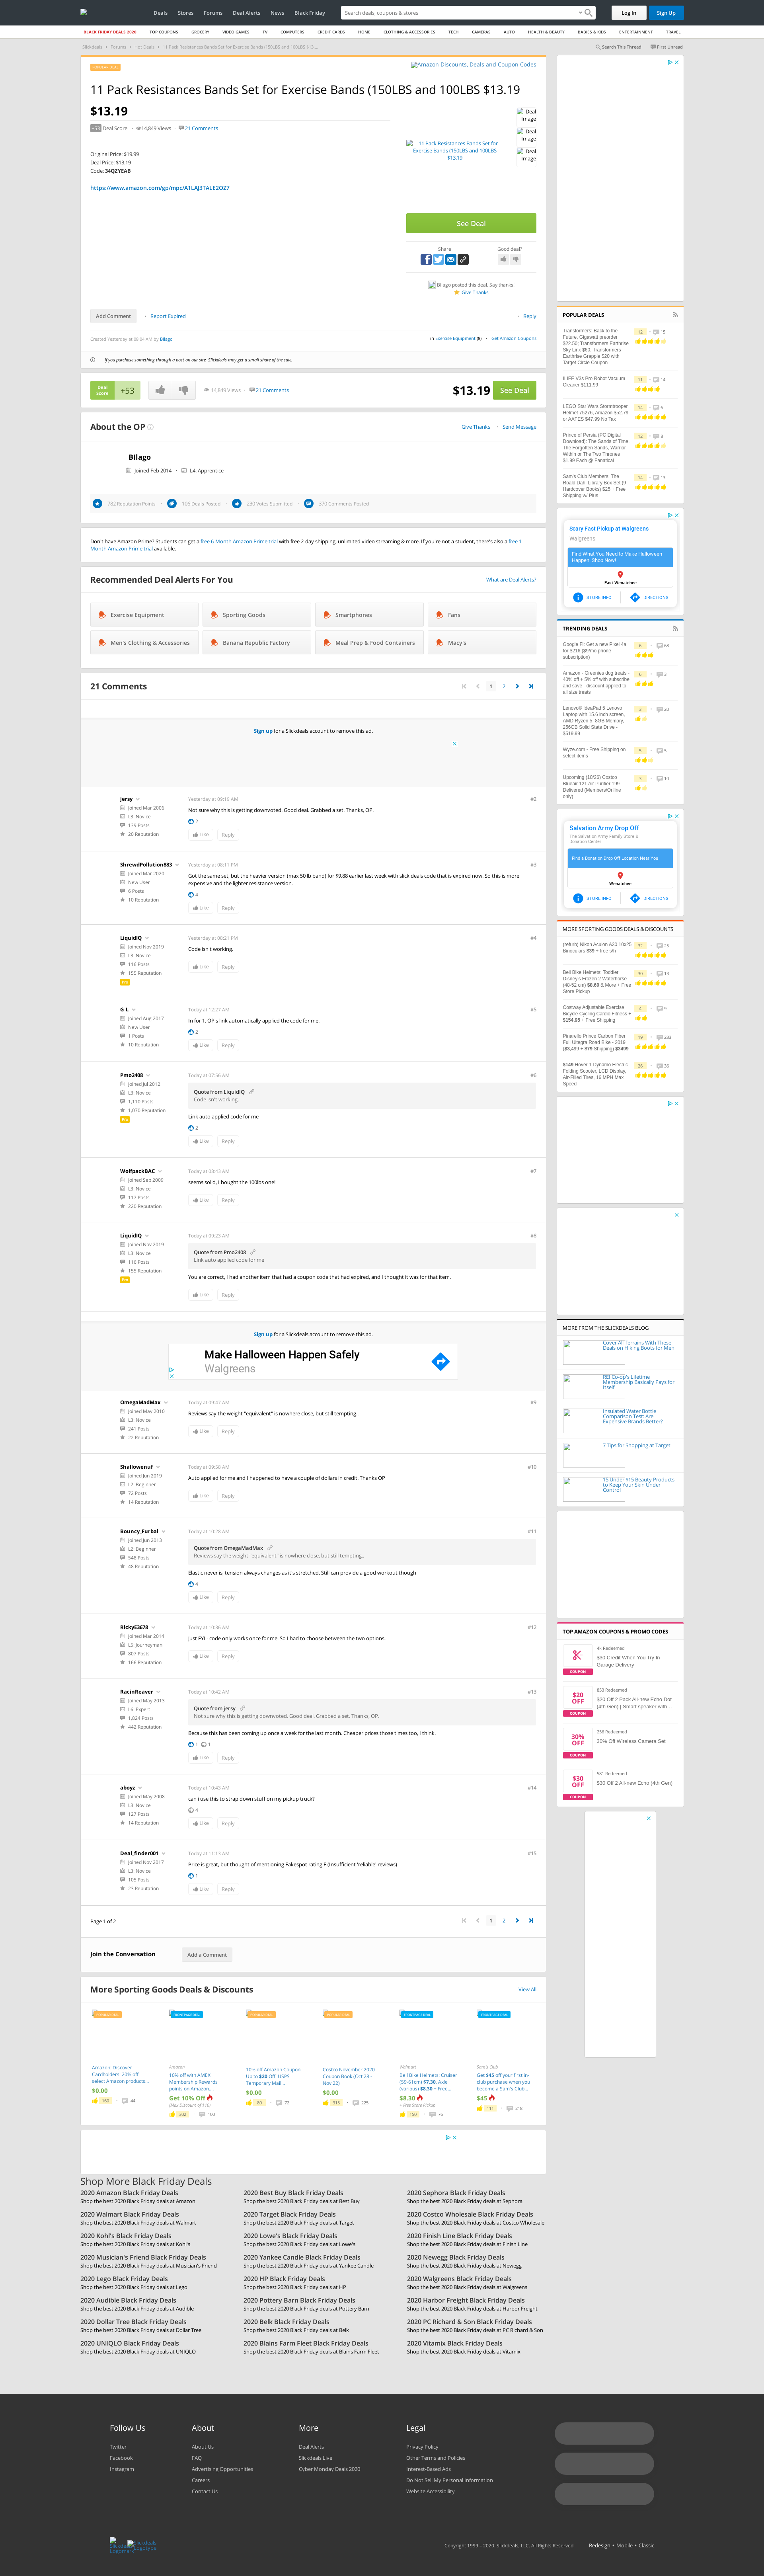 Deals Stores Forums Deal Alerts News Black Friday
Search deals, coupons & stores
Log In
Sign Up
BLACK FRIDAY DEALS 2020 TOP COUPONS GROCERY VIDEO GAMES TV COMPUTERS CREDIT CARDS HOME CLOTHING & ACCESSORIES TECH CAMERAS AUTO HEALTH & BEAUTY BABIES & KIDS ENTERTAINMENT TRAVEL
Slickdeals › Forums › Hot Deals › 11 Pack Resistances Band Set for Exercise Bands (150LBS and 100LBS $13....
Search This Thread
First Unread
Amazon Discounts, Deals and Coupon Codes
11 Pack Resistances Bands Set for Exercise Bands (150LBS and 100LBS $13.19
$13.19
+53 Deal Score
14,849 Views
21 Comments
Original Price: $19.99
Deal Price: $13.19
Code: 34QZYEAB
https://www.amazon.com/gp/mpc/A1LAJ3TALE2OZ7
11 Pack Resistances Bands Set for Exercise Bands (150LBS and 100LBS $13.19
Deal Image
Deal Image
Deal Image
See Deal
Share
Good deal?
Bllago posted this deal. Say thanks!
Give Thanks
Add Comment
Report Expired
Reply
Created Yesterday at 08:09 AM by Bllago
in Exercise Equipment (8)
Get Amazon Coupons
If you purchase something through a post on our site, Slickdeals may get a small share of the sale.
Deal Score
+53
14,849 Views
21 Comments
$13.19
See Deal
About the OP
Give Thanks
Send Message
Bllago
Joined Feb 2014
L4: Apprentice
762 Reputation Points
106 Deals Posted
230 Votes Submitted
370 Comments Posted
Don't have Amazon Prime? Students can get a free 6-Month Amazon Prime trial with free 2-day shipping, unlimited video streaming & more. If you're not a student, there's also a free 1-Month Amazon Prime trial available.
Recommended Deal Alerts For You
What are Deal Alerts?
Exercise Equipment
Sporting Goods
Smartphones
Fans
Men's Clothing & Accessories
Banana Republic Factory
Meal Prep & Food Containers
Macy's
21 Comments
1 2
Sign up for a Slickdeals account to remove this ad.
jersy
Joined Mar 2006
L3: Novice
139 Posts
20 Reputation
Yesterday at 09:19 AM
#2
Not sure why this is getting downvoted. Good deal. Grabbed a set. Thanks, OP.
2
Like
Reply
ShrewdPollution883
Joined Mar 2020
New User
6 Posts
10 Reputation
Yesterday at 08:11 PM
#3
Got the same set, but the heavier version (max 50 lb band) for $9.88 earlier last week with slick deals code that is expired now. So this is more expensive and the lighter resistance version.
4
Like
Reply
LiquidIQ
Joined Nov 2019
L3: Novice
116 Posts
155 Reputation
Pro
Yesterday at 08:21 PM
#4
Code isn't working.
Like
Reply
G_L
Joined Aug 2017
New User
1 Posts
10 Reputation
Today at 12:27 AM
#5
In for 1. OP's link automatically applied the code for me.
2
Like
Reply
Pmo2408
Joined Jul 2012
L3: Novice
1,110 Posts
1,070 Reputation
Pro
Today at 07:56 AM
#6
Quote from LiquidIQ
Code isn't working.
Link auto applied code for me
2
Like
Reply
WolfpackBAC
Joined Sep 2009
L3: Novice
117 Posts
220 Reputation
Today at 08:43 AM
#7
seems solid, I bought the 100lbs one!
Like
Reply
LiquidIQ
Joined Nov 2019
L3: Novice
116 Posts
155 Reputation
Pro
Today at 09:23 AM
#8
Quote from Pmo2408
Link auto applied code for me
You are correct, I had another item that had a coupon code that had expired, and I thought it was for that item.
Like
Reply
Sign up for a Slickdeals account to remove this ad.
Make Halloween Happen Safely
Walgreens
OmegaMadMax
Joined May 2010
L3: Novice
241 Posts
22 Reputation
Today at 09:47 AM
#9
Reviews say the weight "equivalent" is nowhere close, but still tempting..
Like
Reply
Shallowenuf
Joined Jun 2019
L2: Beginner
72 Posts
14 Reputation
Today at 09:58 AM
#10
Auto applied for me and I happened to have a couple of dollars in credit. Thanks OP
Like
Reply
Bouncy_Furbal
Joined Jun 2013
L2: Beginner
548 Posts
48 Reputation
Today at 10:28 AM
#11
Quote from OmegaMadMax
Reviews say the weight "equivalent" is nowhere close, but still tempting..
Elastic never is, tension always changes as it's stretched. Still can provide a good workout though
4
Like
Reply
RickyE3678
Joined Mar 2014
L5: Journeyman
807 Posts
166 Reputation
Today at 10:36 AM
#12
Just FYI - code only works once for me. So I had to choose between the two options.
Like
Reply
RacinReaver
Joined May 2013
L6: Expert
1,824 Posts
442 Reputation
Today at 10:42 AM
#13
Quote from jersy
Not sure why this is getting downvoted. Good deal. Grabbed a set. Thanks, OP.
Because this has been coming up once a week for the last month. Cheaper prices those times too, I think.
1 1
Like
Reply
aboyz
Joined May 2008
L3: Novice
127 Posts
14 Reputation
Today at 10:43 AM
#14
can i use this to strap down stuff on my pickup truck?
4
Like
Reply
Deal_finder001
Joined Nov 2017
L3: Novice
105 Posts
23 Reputation
Today at 11:13 AM
#15
Price is great, but thought of mentioning Fakespot rating F (Insufficient 'reliable' reviews)
1
Like
Reply
Page 1 of 2
1 2
Join the Conversation
Add a Comment
More Sporting Goods Deals & Discounts
View All
Amazon: Discover Cardholders: 20% off select Amazon products...
$0.00
160 44
Amazon
10% off with AMEX Membership Rewards points on Amazon....
Get 10% Off
(Max Discount of $10)
302 100
10% off Amazon Coupon Up to $20 Off! USPS Temporary Mail...
$0.00
80 72
Costco November 2020 Coupon Book (Oct 28 - Nov 22)
$0.00
315 225
Walmart
Bell Bike Helmets: Cruiser (59-61cm) $7.30, Axle (various) $8.30 + Free...
$8.30
+ Free Store Pickup
150 76
Sam's Club
Get $45 off your first in-club purchase when you become a Sam's Club...
$45
111 218
Shop More Black Friday Deals
2020 Amazon Black Friday Deals
Shop the best 2020 Black Friday deals at Amazon
2020 Best Buy Black Friday Deals
Shop the best 2020 Black Friday deals at Best Buy
2020 Sephora Black Friday Deals
Shop the best 2020 Black Friday deals at Sephora
2020 Walmart Black Friday Deals
Shop the best 2020 Black Friday deals at Walmart
2020 Target Black Friday Deals
Shop the best 2020 Black Friday deals at Target
2020 Costco Wholesale Black Friday Deals
Shop the best 2020 Black Friday deals at Costco Wholesale
2020 Kohl's Black Friday Deals
Shop the best 2020 Black Friday deals at Kohl's
2020 Lowe's Black Friday Deals
Shop the best 2020 Black Friday deals at Lowe's
2020 Finish Line Black Friday Deals
Shop the best 2020 Black Friday deals at Finish Line
2020 Musician's Friend Black Friday Deals
Shop the best 2020 Black Friday deals at Musician's Friend
2020 Yankee Candle Black Friday Deals
Shop the best 2020 Black Friday deals at Yankee Candle
2020 Newegg Black Friday Deals
Shop the best 2020 Black Friday deals at Newegg
2020 Lego Black Friday Deals
Shop the best 2020 Black Friday deals at Lego
2020 HP Black Friday Deals
Shop the best 2020 Black Friday deals at HP
2020 Walgreens Black Friday Deals
Shop the best 2020 Black Friday deals at Walgreens
2020 Audible Black Friday Deals
Shop the best 2020 Black Friday deals at Audible
2020 Pottery Barn Black Friday Deals
Shop the best 2020 Black Friday deals at Pottery Barn
2020 Harbor Freight Black Friday Deals
Shop the best 2020 Black Friday deals at Harbor Freight
2020 Dollar Tree Black Friday Deals
Shop the best 2020 Black Friday deals at Dollar Tree
2020 Belk Black Friday Deals
Shop the best 2020 Black Friday deals at Belk
2020 PC Richard & Son Black Friday Deals
Shop the best 2020 Black Friday deals at PC Richard & Son
2020 UNIQLO Black Friday Deals
Shop the best 2020 Black Friday deals at UNIQLO
2020 Blains Farm Fleet Black Friday Deals
Shop the best 2020 Black Friday deals at Blains Farm Fleet
2020 Vitamix Black Friday Deals
Shop the best 2020 Black Friday deals at Vitamix
POPULAR DEALS
Transformers: Back to the Future, Gigawatt preorder $22.50; Transformers Earthrise Sky Linx $60; Transformers Earthrise Grapple $20 with Target Circle Coupon
12 15
ILIFE V3s Pro Robot Vacuum Cleaner $111.99
11 14
LEGO Star Wars Stormtrooper Helmet 75276, Amazon $52.79 or AAFES $47.99 No Tax
14 6
Prince of Persia (PC Digital Download): The Sands of Time, The Forgotten Sands, Warrior Within or The Two Thrones $1.99 Each @ Fanatical
12 8
Sam's Club Members: The Roald Dahl Library Box Set (9 Hardcover Books) $25 + Free Shipping w/ Plus
14 13
Scary Fast Pickup at Walgreens
Walgreens
Find What You Need to Make Halloween Happen. Shop Now!
East Wenatchee
STORE INFO
DIRECTIONS
TRENDING DEALS
Google Fi: Get a new Pixel 4a for $216 ($9/mo phone subscription)
6 68
Amazon - Greenies dog treats - 40% off + 5% off with subscribe and save - discount applied to all size treats
6 3
Lenovo® IdeaPad 5 Lenovo Laptop with 15.6 inch screen, AMD Ryzen 5, 8GB Memory, 256GB Solid State Drive - $519.99
3 20
Wyze.com - Free Shipping on select items
5 5
Upcoming (10/26) Costco Blueair 121 Air Purifier 199 Delivered (Members/Online only)
3 10
Salvation Army Drop Off
The Salvation Army Family Store & Donation Center
Find a Donation Drop Off Location Near You
Wenatchee
STORE INFO
DIRECTIONS
MORE SPORTING GOODS DEALS & DISCOUNTS
(refurb) Nikon Aculon A30 10x25 Binoculars $39 + free s/h
32 25
Bell Bike Helmets: Toddler Disney's Frozen 2 Waterhorse (48-52 cm) $8.60 & More + Free Store Pickup
30 13
Costway Adjustable Exercise Bicycle Cycling Cardio Fitness + $154.95 + Free Shipping
4 9
Pinarello Prince Carbon Fiber Full Ultegra Road Bike - 2019 ($3,499 + $79 Shipping) $3499!
19 233
$149 Hover-1 Dynamo Electric Folding Scooter, LCD Display, Air-Filled Tires, 16 MPH Max Speed
26 36
MORE FROM THE SLICKDEALS BLOG
Cover All Terrains With These Deals on Hiking Boots for Men
REI Co-op's Lifetime Membership Basically Pays for Itself
Insulated Water Bottle Comparison Test: Are Expensive Brands Better?
7 Tips for Shopping at Target
15 Under $15 Beauty Products to Keep Your Skin Under Control
TOP AMAZON COUPONS & PROMO CODES
COUPON
4k Redeemed
$30 Credit When You Try In-Garage Delivery
$20 OFF
COUPON
853 Redeemed
$20 Off 2 Pack All-new Echo Dot (4th Gen) | Smart speaker with...
30% OFF
COUPON
256 Redeemed
30% Off Wireless Camera Set
$30 OFF
COUPON
581 Redeemed
$30 Off 2 All-new Echo (4th Gen)
Follow Us
Twitter
Facebook
Instagram
About
About Us
FAQ
Advertising Opportunities
Careers
Contact Us
More
Deal Alerts
Slickdeals Live
Cyber Monday Deals 2020
Legal
Privacy Policy
Other Terms and Policies
Interest-Based Ads
Do Not Sell My Personal Information
Website Accessibility
Copyright 1999 - 2020. Slickdeals, LLC. All Rights Reserved.
Redesign • Mobile • Classic